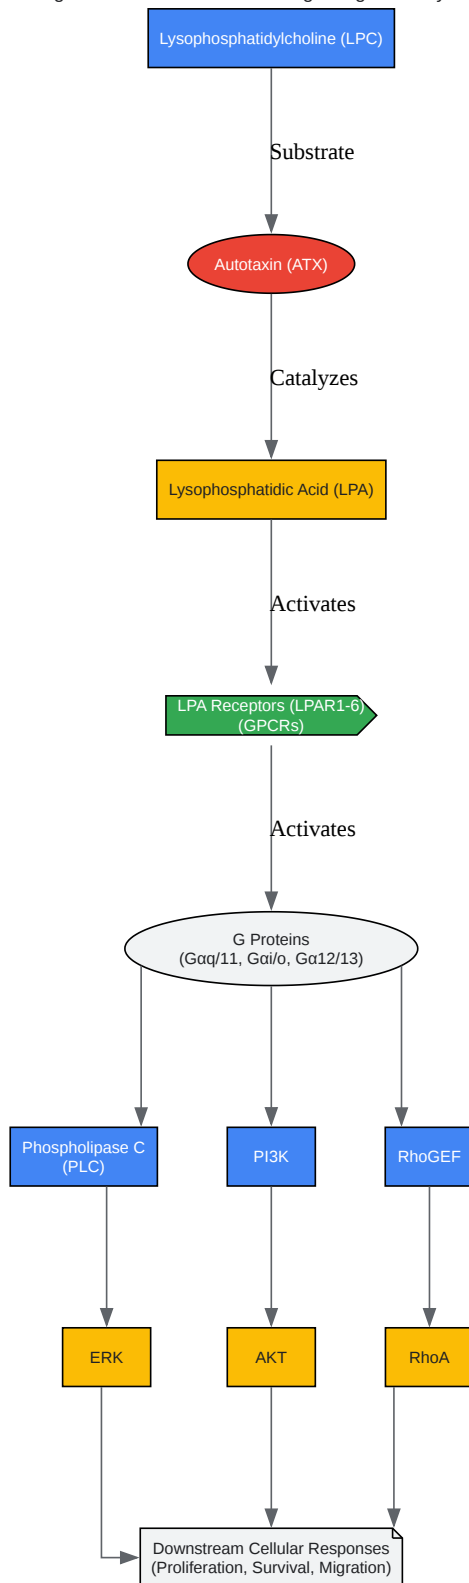 Lysophosphatidylcholine (LPC)
Substrate
Autotaxin (ATX)
Catalyzes
Lysophosphatidic Acid (LPA)
Activates
LPA Receptors (LPAR1-6)
(GPCRs)
Activates
G Proteins
(Gαq/11, Gαi/o, Gα12/13)
Phospholipase C
(PLC)
PI3K
RhoGEF
ERK
AKT
RhoA
Downstream Cellular Responses
(Proliferation, Survival, Migration)